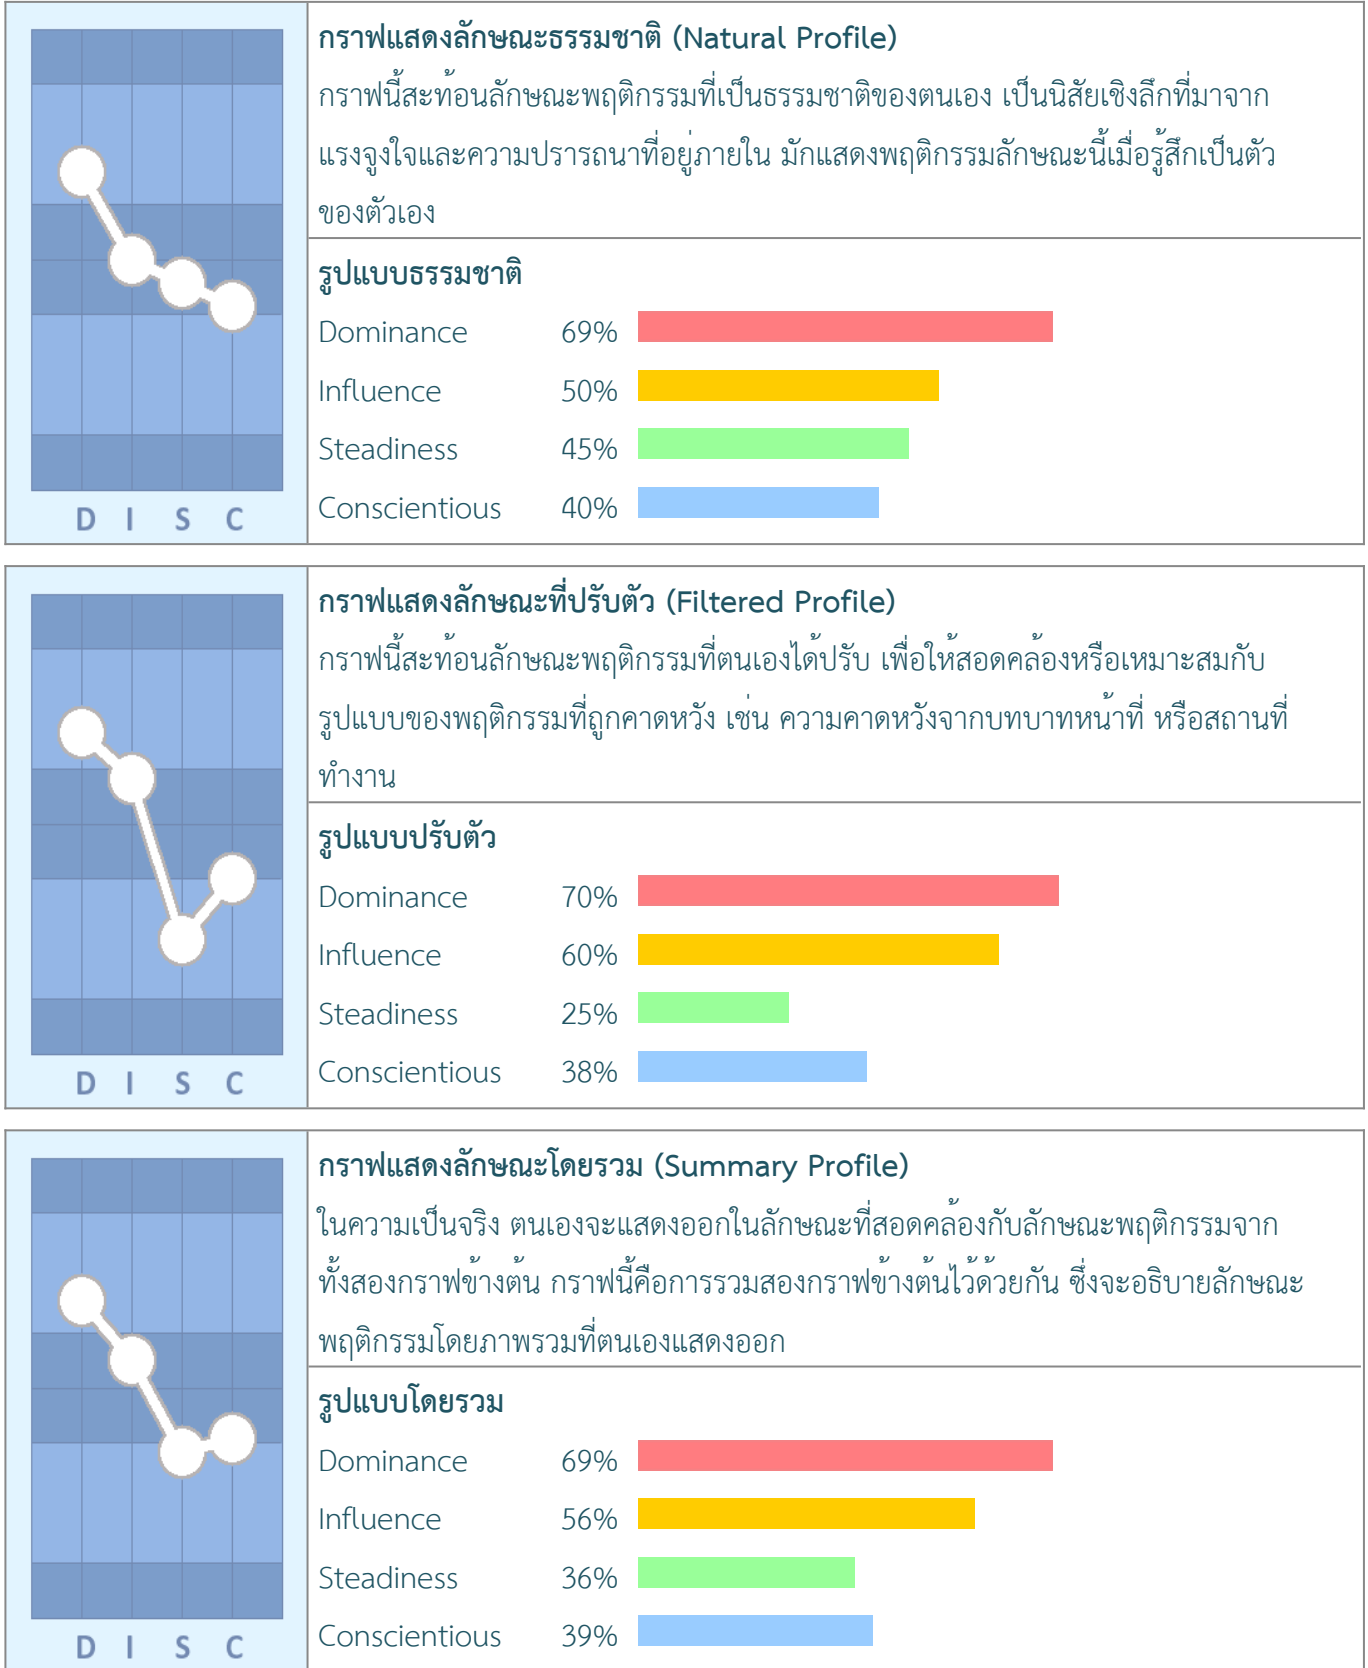 กราฟแสดงลักษณะธรรมชาติ (Natural Profile)
กราฟนี้สะท้อนลักษณะพฤติกรรมที่เป็นธรรมชาติของตนเอง เป็นนิสัยเชิงลึกที่มาจาก
แรงจูงใจและความปรารถนาที่อยู่ภายใน มักแสดงพฤติกรรมลักษณะนี้เมื่อรู้สึกเป็นตัว
ของตัวเอง
รูปแบบธรรมชาติ
Dominance 69%
Influence 50%
Steadiness 45%
Conscientious 40%
D I S C
กราฟแสดงลักษณะที่ปรับตัว (Filtered Profile)
กราฟนี้สะท้อนลักษณะพฤติกรรมที่ตนเองได้ปรับ เพื่อให้สอดคล้องหรือเหมาะสมกับ
รูปแบบของพฤติกรรมที่ถูกคาดหวัง เช่น ความคาดหวังจากบทบาทหน้าที่ หรือสถานที่
ทำงาน
รูปแบบปรับตัว
Dominance 70%
Influence 60%
Steadiness 25%
Conscientious 38%
D I S C
กราฟแสดงลักษณะโดยรวม (Summary Profile)
ในความเป็นจริง ตนเองจะแสดงออกในลักษณะที่สอดคล้องกับลักษณะพฤติกรรมจาก
ทั้งสองกราฟข้างต้น กราฟนี้คือการรวมสองกราฟข้างต้นไว้ด้วยกัน ซึ่งจะอธิบายลักษณะ
พฤติกรรมโดยภาพรวมที่ตนเองแสดงออก
รูปแบบโดยรวม
Dominance 69%
Influence 56%
Steadiness 36%
Conscientious 39%
D I S C